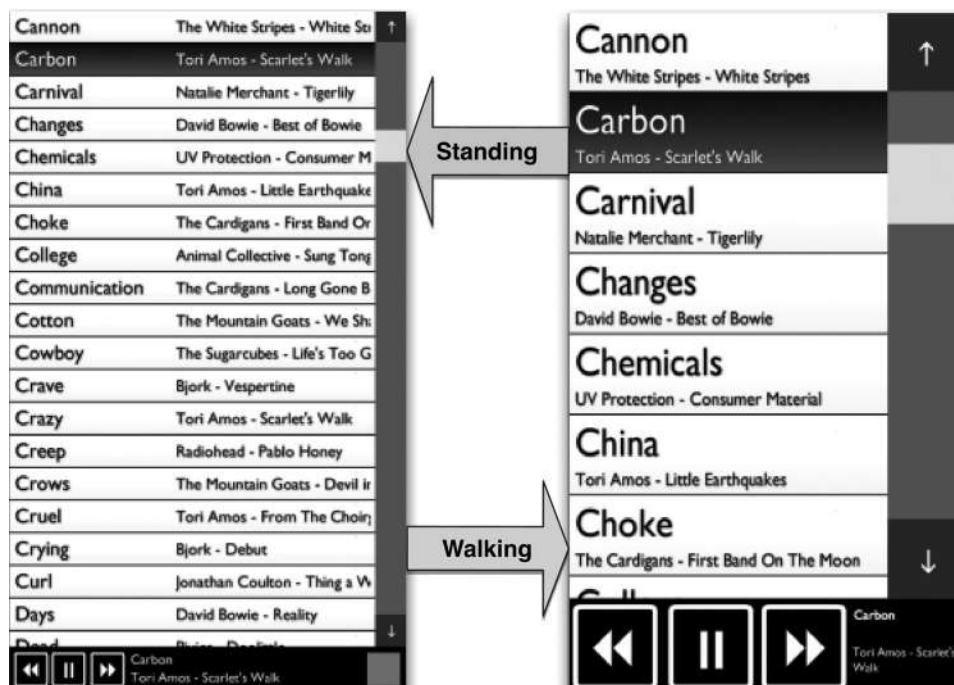 Cannon The White Stripes - White Str
Carbon Tori Amos - Scarlet's Walk
Carnival Natalie Merchant - Tigerlily
Changes David Bowie - Best of Bowie
Chemicals UV Protection - Consumer M
China Tori Amos - Little Earthquake
Choke The Cardigans - First Band Or
College Animal Collective - Sung Tong
Communication The Cardigans - Long Gone B
Cotton The Mountain Goats - We Sha
Cowboy The Sugarcubes - Life's Too G
Crave Bjork - Vespertine
Crazy Tori Amos - Scarlet's Walk
Creep Radiohead - Pablo Honey
Crows The Mountain Goats - Devil in
Cruel Tori Amos - From The Choir
Crying Bjork - Debut
Curl Jonathan Coulton - Thing a W
Days David Bowie - Reality
Carbon
Tori Amos - Scarlet's Walk
Standing
Walking
Cannon
The White Stripes - White Stripes
Carbon
Tori Amos - Scarlet's Walk
Carnival
Natalie Merchant - Tigerlily
Changes
David Bowie - Best of Bowie
Chemicals
UV Protection - Consumer Material
China
Tori Amos - Little Earthquakes
Choke
The Cardigans - First Band On The Moon
Carbon
Tori Amos - Scarlet's
Walk